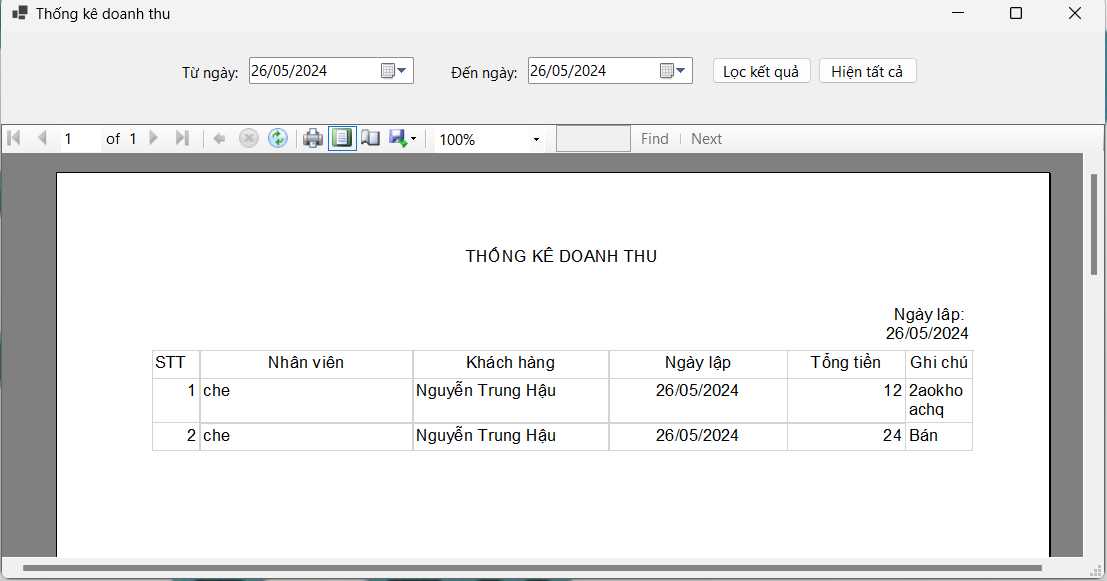 Thống kê doanh thu
Từ ngày: 26/05/2024 Đến ngày: 26/05/2024 Lọc kết quả Hiện tất cả
1 of 1 100% Find Next
THỐNG KÊ DOANH THU
Ngày lâp:
26/05/2024
STT Nhân viên Khách hàng Ngày lập Tổng tiền Ghi chú
1 che Nguyễn Trung Hậu 26/05/2024 12 2aokho
achq
2 che Nguyễn Trung Hậu 26/05/2024 24 Bán